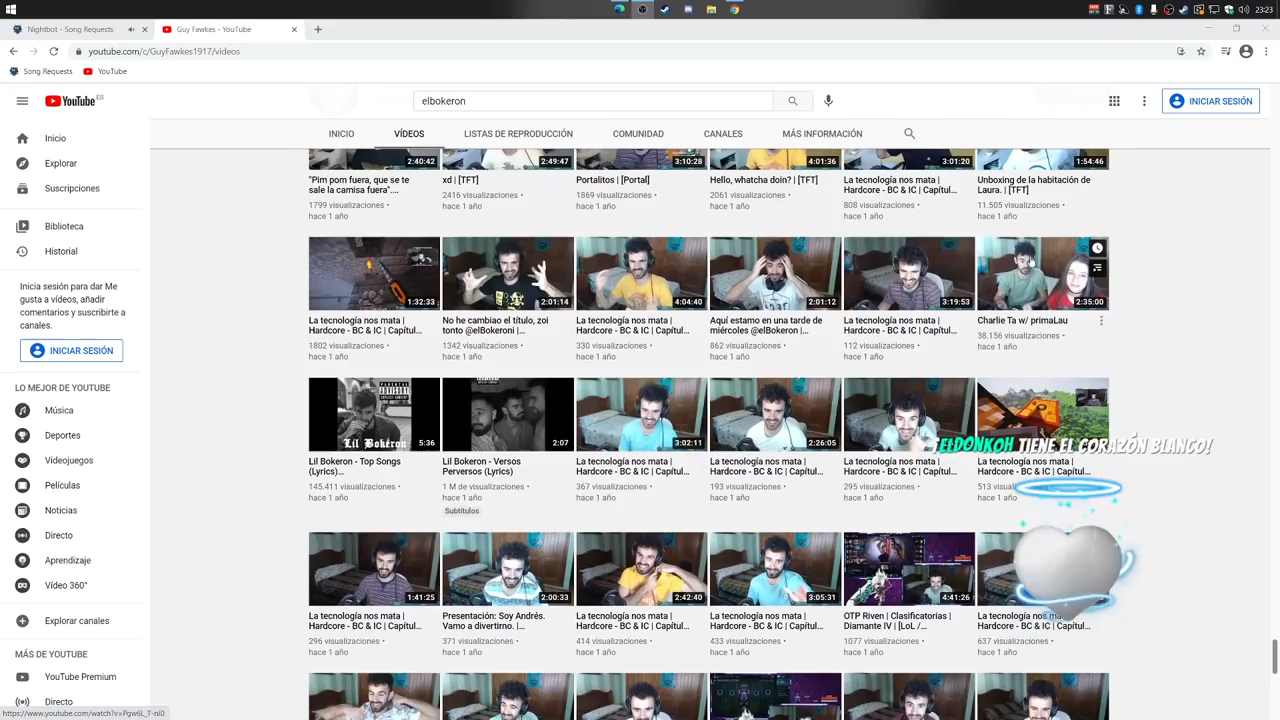 23:23
Nightbot - Song Requests
Guy Fawkes - YouTube
youtube.com/c/GuyFawkes1917/videos
Song Requests
YouTube
YouTube ES
elbokeron
INICIAR SESIÓN
INICIO
VÍDEOS
LISTAS DE REPRODUCCIÓN
COMUNIDAD
CANALES
MÁS INFORMACIÓN
Inicio
Explorar
Suscripciones
Biblioteca
Historial
Inicia sesión para dar Me
gusta a vídeos, añadir
comentarios y suscribirte a
canales.
INICIAR SESIÓN
LO MEJOR DE YOUTUBE
Música
Deportes
Videojuegos
Películas
Noticias
Directo
Aprendizaje
Vídeo 360°
Explorar canales
MÁS DE YOUTUBE
YouTube Premium
Directo
https://www.youtube.com/watch?v=Pgw6L_T-ni0
2:40:42
"Pim pom fuera, que se te
sale la camisa fuera"....
1799 visualizaciones •
hace 1 año
2:49:47
xd | [TFT]
2416 visualizaciones •
hace 1 año
3:10:28
Portalitos | [Portal]
1869 visualizaciones •
hace 1 año
4:01:36
Hello, whatcha doin? | [TFT]
2061 visualizaciones •
hace 1 año
3:01:20
La tecnología nos mata |
Hardcore - BC & IC | Capítul...
808 visualizaciones •
hace 1 año
1:54:46
Unboxing de la habitación de
Laura. | [TFT]
11.505 visualizaciones •
hace 1 año
1:32:33
La tecnología nos mata |
Hardcore - BC & IC | Capítul...
1802 visualizaciones •
hace 1 año
2:01:14
No he cambiao el título, zoi
tonto @elBokeroni |...
1342 visualizaciones •
hace 1 año
4:04:40
La tecnología nos mata |
Hardcore - BC & IC | Capítul...
330 visualizaciones •
hace 1 año
2:01:12
Aquí estamo en una tarde de
miércoles @elBokeron |...
862 visualizaciones •
hace 1 año
3:19:53
La tecnología nos mata |
Hardcore - BC & IC | Capítul...
112 visualizaciones •
hace 1 año
2:35:00
Charlie Ta w/ primaLau
38.156 visualizaciones •
hace 1 año
PARENTAL
ADVISORY
EXPLICIT CONTENT
Lil Bokeron
5:36
Lil Bokeron - Top Songs
(Lyrics)...
145.411 visualizaciones •
hace 1 año
2:07
Lil Bokeron - Versos
Perversos (Lyrics)
1 M de visualizaciones •
hace 1 año
Subtítulos
3:02:11
La tecnología nos mata |
Hardcore - BC & IC | Capítul...
367 visualizaciones •
hace 1 año
2:26:05
La tecnología nos mata |
Hardcore - BC & IC | Capítul...
193 visualizaciones •
hace 1 año
La tecnología nos mata |
Hardcore - BC & IC | Capítul...
295 visualizaciones •
hace 1 año
¡ELDONKOH TIENE EL CORAZÓN BLANCO!
La tecnología nos mata |
Hardcore - BC & IC | Capítul...
513
hace 1 año
1:41:25
La tecnología nos mata |
Hardcore - BC & IC | Capítul...
296 visualizaciones •
hace 1 año
2:00:33
Presentación: Soy Andrés.
Vamo a divertirno. |...
371 visualizaciones •
hace 1 año
2:42:40
La tecnología nos mata |
Hardcore - BC & IC | Capítul...
414 visualizaciones •
hace 1 año
3:05:31
La tecnología nos mata |
Hardcore - BC & IC | Capítul...
433 visualizaciones •
hace 1 año
4:41:26
OTP Riven | Clasificatorias |
Diamante IV | [LoL /...
1077 visualizaciones •
hace 1 año
La tecnología nos
Hardcore - BC & IC | Capítul...
637 visualizaciones •
hace 1 año